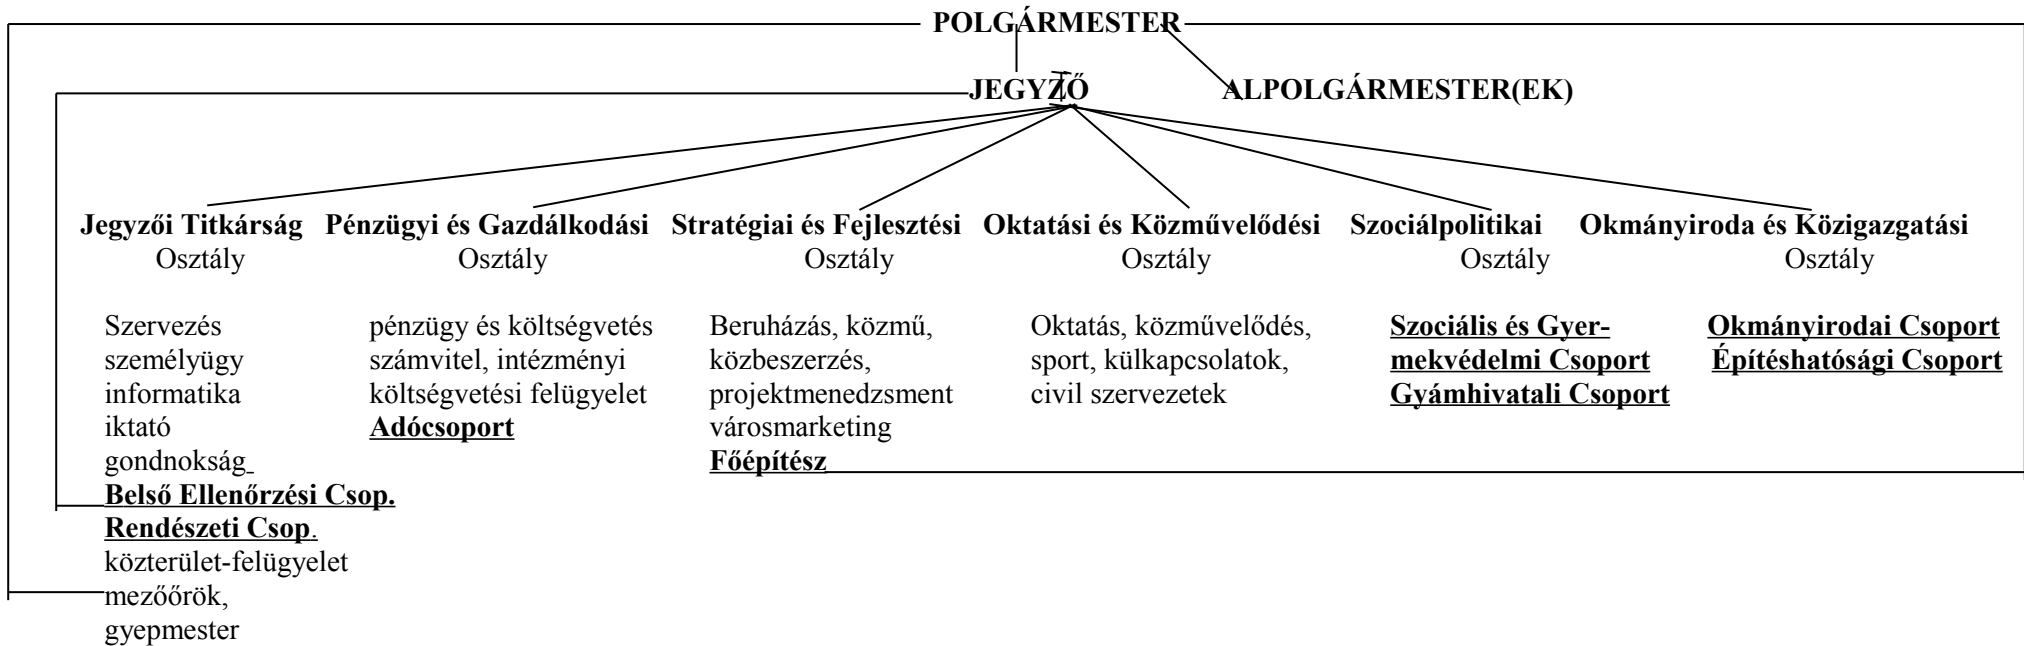 POLGÁRMESTER
JEGYZŐ ALPOLGÁRMESTER(EK)
Jegyzői Titkárság Pénzügyi és Gazdálkodási Stratégiai és Fejlesztési Oktatási és Közművelődési Szociálpolitikai Okmányiroda és Közigazgatási
Osztály Osztály Osztály Osztály Osztály Osztály
Szervezés pénzügy és költségvetés Beruházás, közmű, Oktatás, közművelődés, Szociális és Gyer- Okmányirodai Csoport
személyügy számvitel, intézményi közbeszerzés, sport, külkapcsolatok, mekvédelmi Csoport Építéshatósági Csoport
informatika költségvetési felügyelet projektmenedzsment civil szervezetek Gyámhivatali Csoport
iktató Adócsoport városmarketing
gondnokság Főépítész
Belső Ellenőrzési Csop.
Rendészeti Csop.
közterület-felügyelet
mezőőrök,
gyepmester